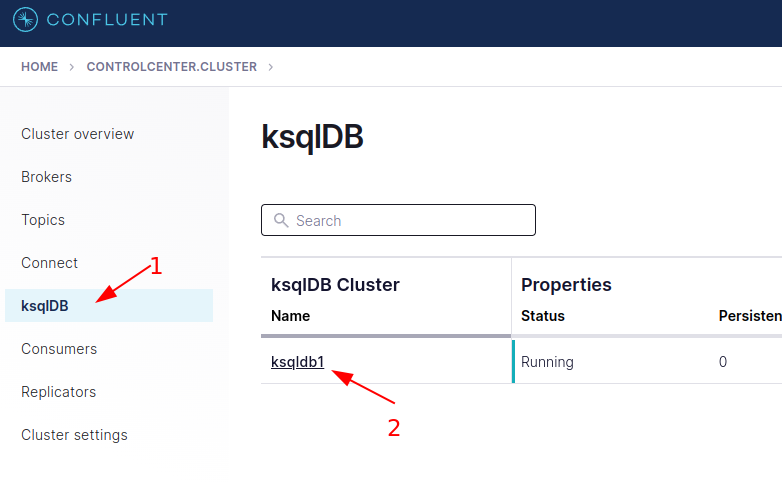 CONFLUENT
HOME > CONTROLCENTER.CLUSTER >
Cluster overview
Brokers
Topics
Connect
ksqlDB
Consumers
Replicators
Cluster settings
1
ksqlDB
Search
ksqlDB Cluster Properties
Name Status Persisten
ksqldb1 Running 0
2